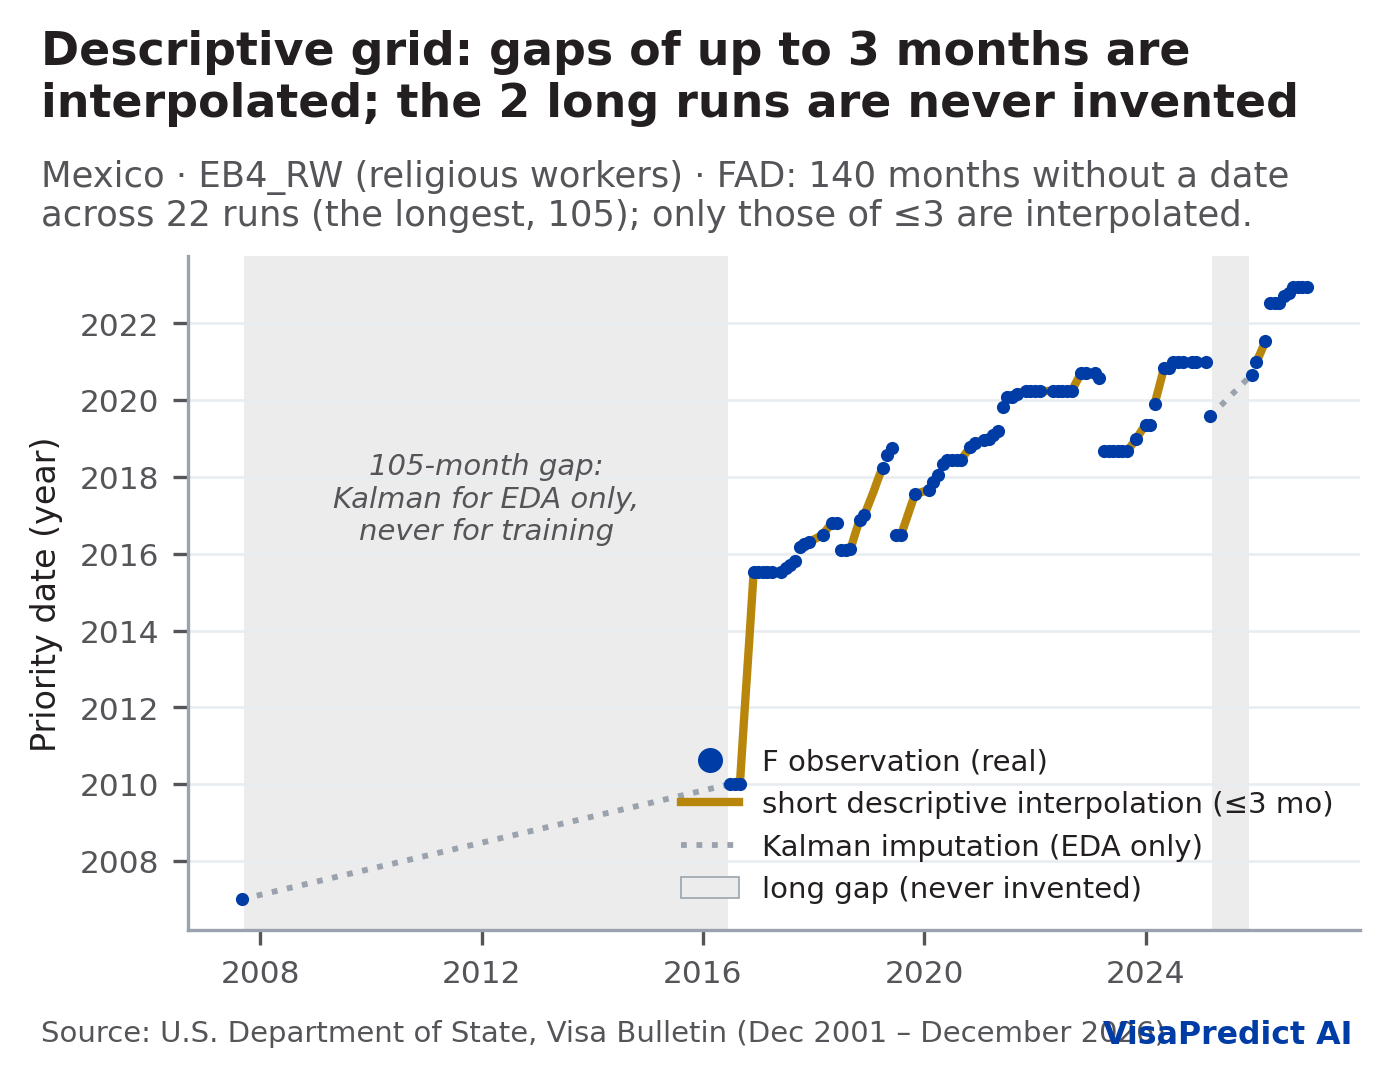 Descriptive grid: gaps of up to 3 months are
interpolated; the 2 long runs are never invented
Mexico · EB4_RW (religious workers) · FAD: 140 months without a date
across 22 runs (the longest, 105); only those of ≤3 are interpolated.
Priority date (year)
2022
2020
2018
2016
2014
2012
2010
2008
105-month gap:
Kalman for EDA only,
never for training
F observation (real)
short descriptive interpolation (≤3 mo)
Kalman imputation (EDA only)
long gap (never invented)
2008
2012
2016
2020
2024
Source: U.S. Department of State, Visa Bulletin (Dec 2001 – December 2026)
VisaPredict AI